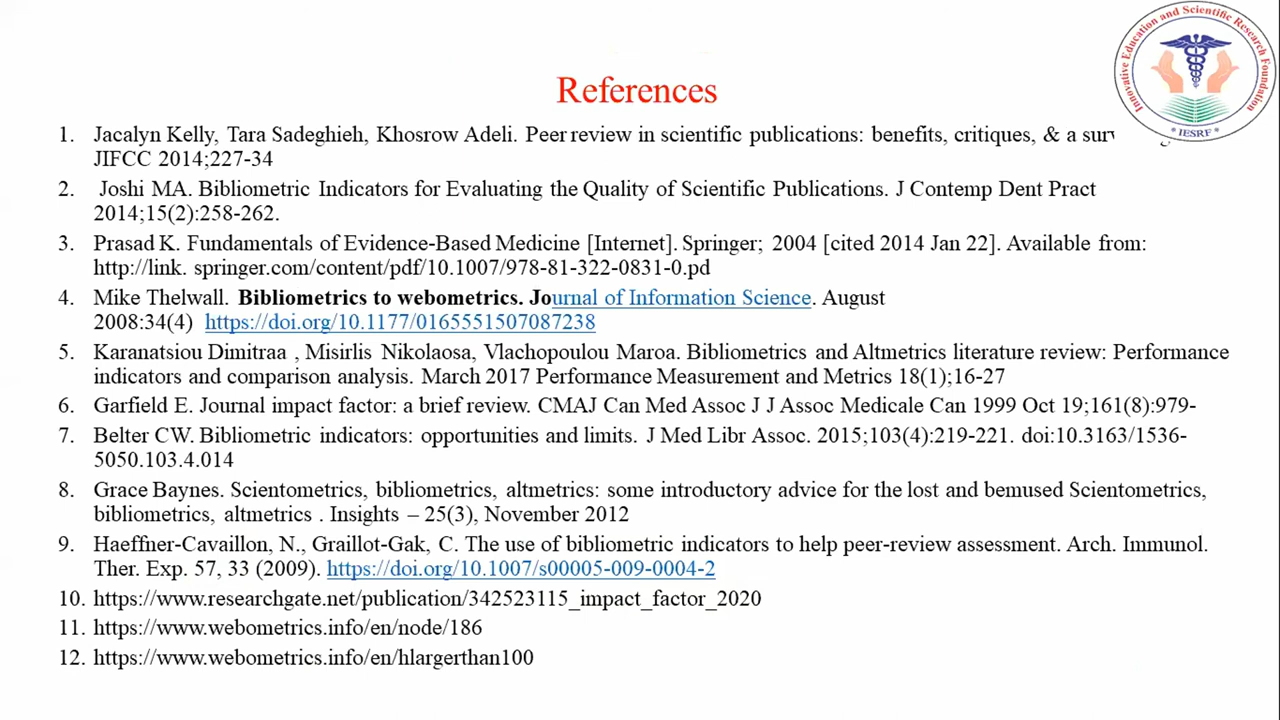 Innovative Education and Scientific Research Foundation
* IESRF *
References
1. Jacalyn Kelly, Tara Sadeghieh, Khosrow Adeli. Peer review in scientific publications: benefits, critiques, & a
JIFCC 2014;227-34
2. Joshi MA. Bibliometric Indicators for Evaluating the Quality of Scientific Publications. J Contemp Dent Pract
2014;15(2):258-262.
3. Prasad K. Fundamentals of Evidence-Based Medicine [Internet]. Springer; 2004 [cited 2014 Jan 22]. Available from:
http://link. springer.com/content/pdf/10.1007/978-81-322-0831-0.pd
4. Mike Thelwall. Bibliometrics to webometrics. Journal of Information Science. August
2008:34(4) https://doi.org/10.1177/0165551507087238
5. Karanatsiou Dimitraa , Misirlis Nikolaosa, Vlachopoulou Maroa. Bibliometrics and Altmetrics literature review: Performance
indicators and comparison analysis. March 2017 Performance Measurement and Metrics 18(1);16-27
6. Garfield E. Journal impact factor: a brief review. CMAJ Can Med Assoc J J Assoc Medicale Can 1999 Oct 19;161(8):979-
7. Belter CW. Bibliometric indicators: opportunities and limits. J Med Libr Assoc. 2015;103(4):219-221. doi:10.3163/1536-
5050.103.4.014
8. Grace Baynes. Scientometrics, bibliometrics, altmetrics: some introductory advice for the lost and bemused Scientometrics,
bibliometrics, altmetrics . Insights – 25(3), November 2012
9. Haeffner-Cavaillon, N., Graillot-Gak, C. The use of bibliometric indicators to help peer-review assessment. Arch. Immunol.
Ther. Exp. 57, 33 (2009). https://doi.org/10.1007/s00005-009-0004-2
10. https://www.researchgate.net/publication/342523115_impact_factor_2020
11. https://www.webometrics.info/en/node/186
12. https://www.webometrics.info/en/hlargerthan100